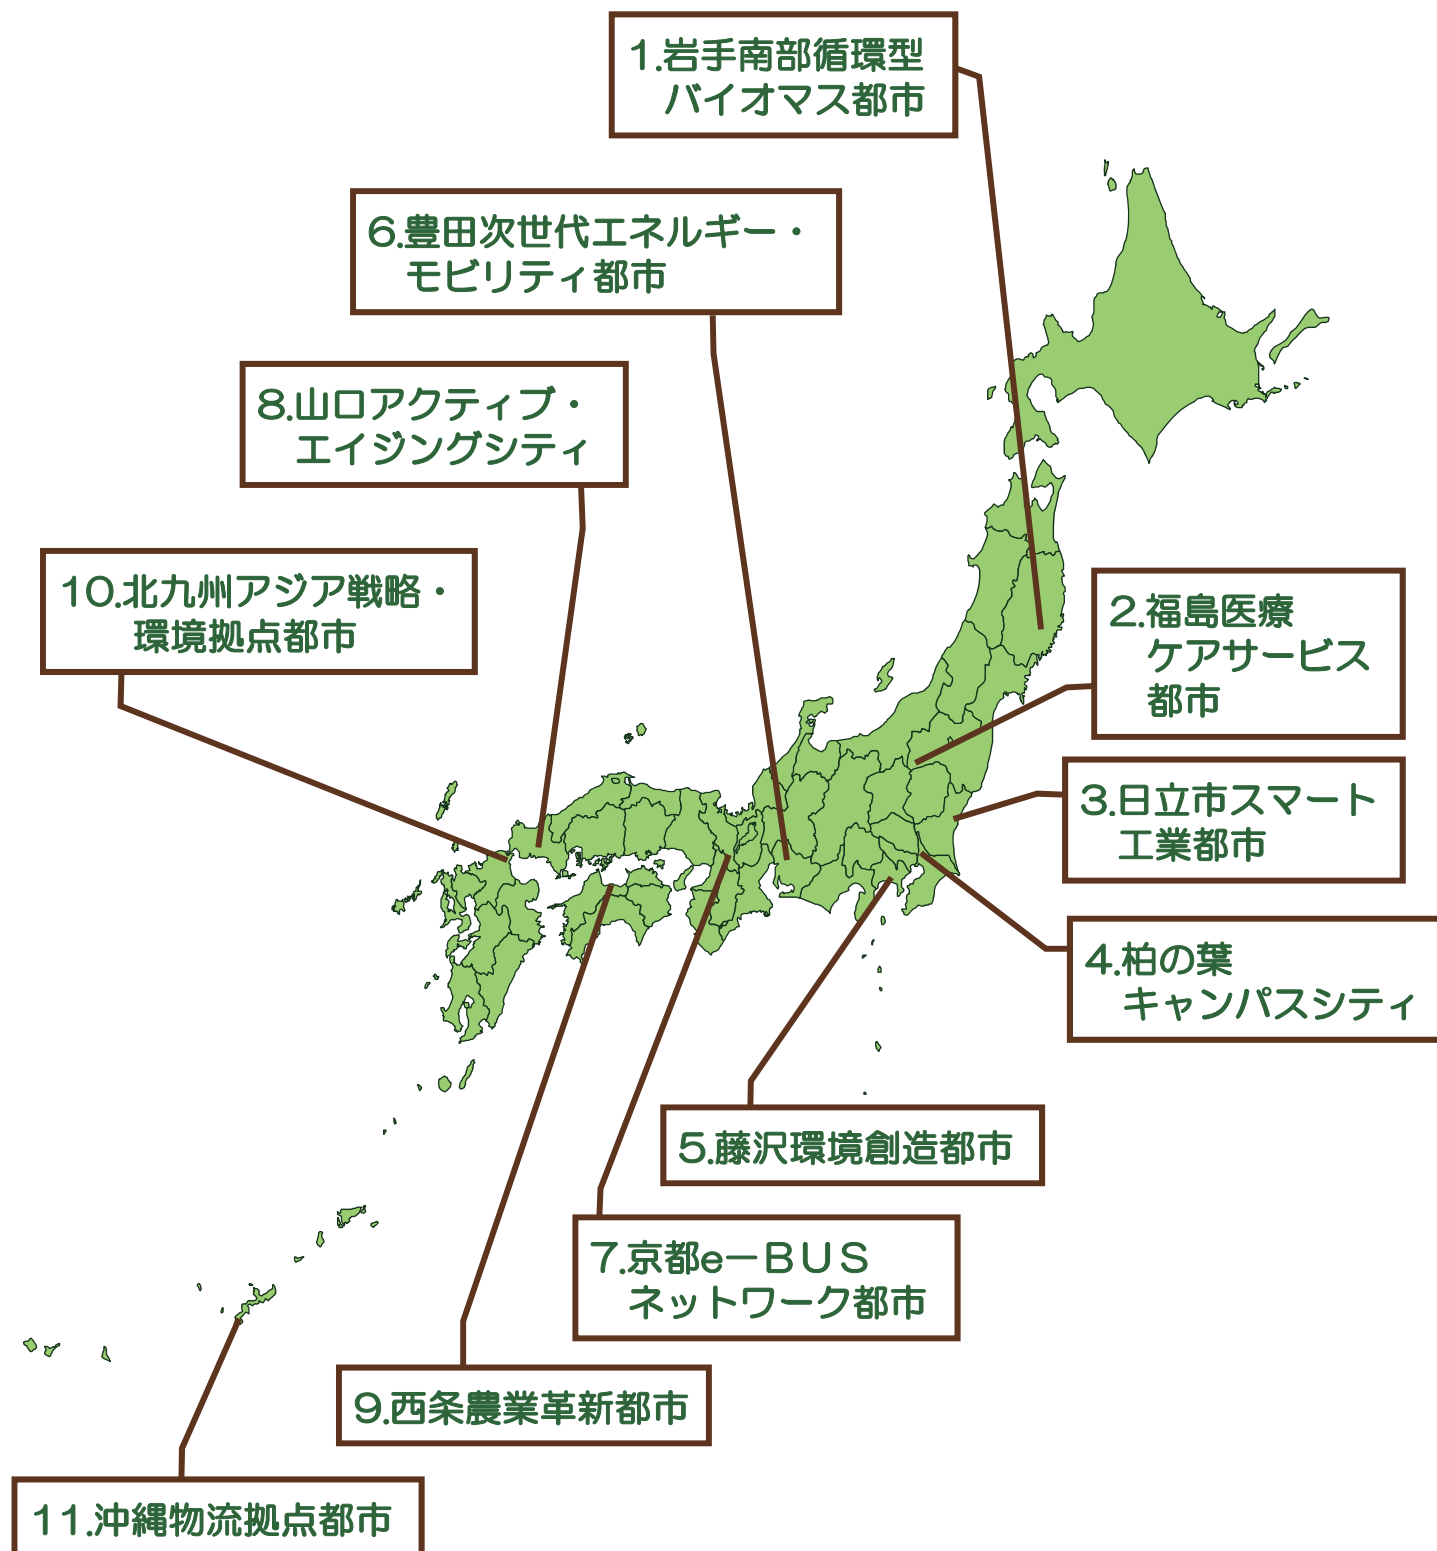 1.岩手南部循環型
バイオマス都市
6.豊田次世代エネルギー・
モビリティ都市
8.山口アクティブ・
エイジングシティ
10.北九州アジア戦略・
環境拠点都市
2.福島医療
ケアサービス
都市
3.日立市スマート
工業都市
4.柏の葉
キャンパスシティ
5.藤沢環境創造都市
7.京都e−BUS
ネットワーク都市
9.西条農業革新都市
11.沖縄物流拠点都市